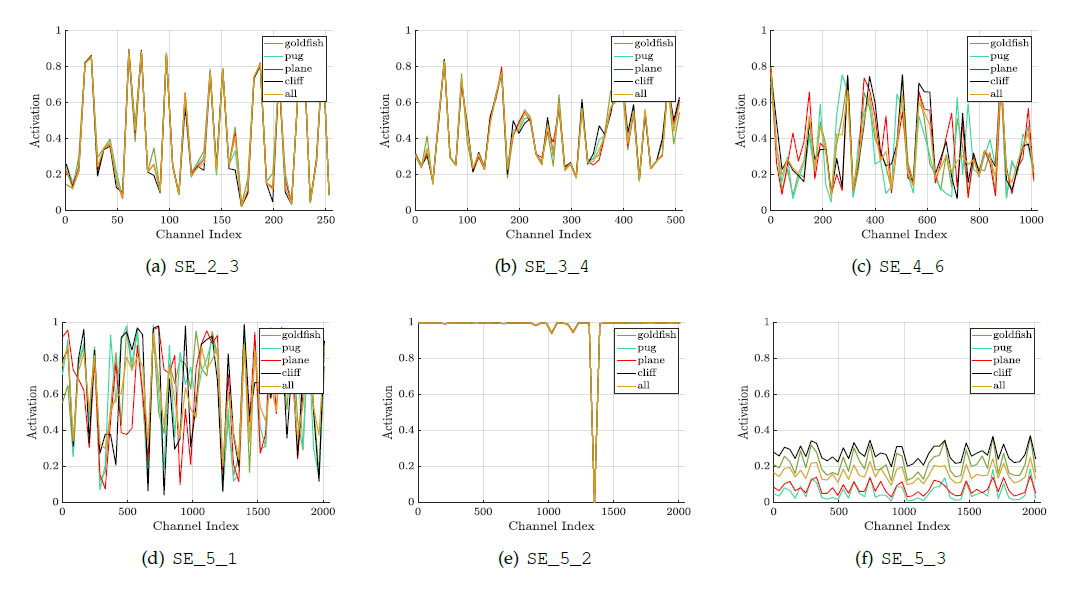 1
0.8
0.6
0.4
0.2
0
Activation
0 50 100 150 200 250
Channel Index
goldfish
pug
plane
cliff
all
(a) SE_2_3
1
0.8
0.6
0.4
0.2
0
Activation
0 100 200 300 400 500
Channel Index
goldfish
pug
plane
cliff
all
(b) SE_3_4
1
0.8
0.6
0.4
0.2
0
Activation
0 200 400 600 800 1000
Channel Index
goldfish
pug
plane
cliff
all
(c) SE_4_6
1
0.8
0.6
0.4
0.2
0
Activation
0 500 1000 1500 2000
Channel Index
goldfish
pug
plane
cliff
all
(d) SE_5_1
1
0.8
0.6
0.4
0.2
0
Activation
0 500 1000 1500 2000
Channel Index
goldfish
pug
plane
cliff
all
(e) SE_5_2
1
0.8
0.6
0.4
0.2
0
Activation
0 500 1000 1500 2000
Channel Index
goldfish
pug
plane
cliff
all
(f) SE_5_3